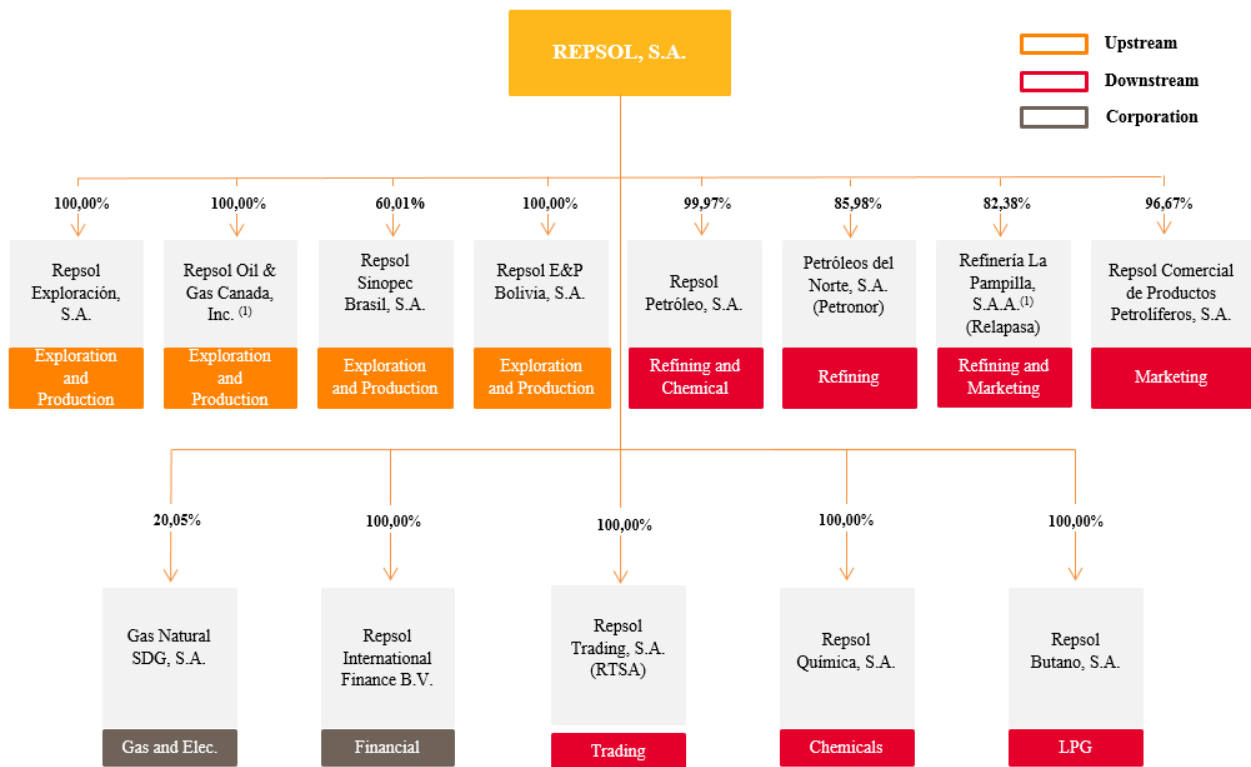 REPSOL, S.A.
Upstream
Downstream
Corporation
100,00%
100,00%
60,01%
100,00%
99,97%
85,98%
82,38%
96,67%
Repsol
Exploración,
S.A.
Exploration
and
Production
Repsol Oil &
Gas Canada,
Inc. (1)
Exploration
and
Production
Repsol
Sinopec
Brasil, S.A.
Exploration
and Production
Repsol E&P
Bolivia, S.A.
Exploration
and Production
Repsol
Petróleo, S.A.
Refining and
Chemical
Petróleos del
Norte, S.A.
(Petronor)
Refining
Refinería La
Pampilla,
S.A.A.(1)
(Relapasa)
Refining and
Marketing
Repsol Comercial
de Productos
Petrolíferos, S.A.
Marketing
20,05%
100,00%
100,00%
100,00%
100,00%
Gas Natural
SDG, S.A.
Gas and Elec.
Repsol
International
Finance B.V.
Financial
Repsol
Trading, S.A.
(RTSA)
Trading
Repsol
Química, S.A.
Chemicals
Repsol
Butano, S.A.
LPG